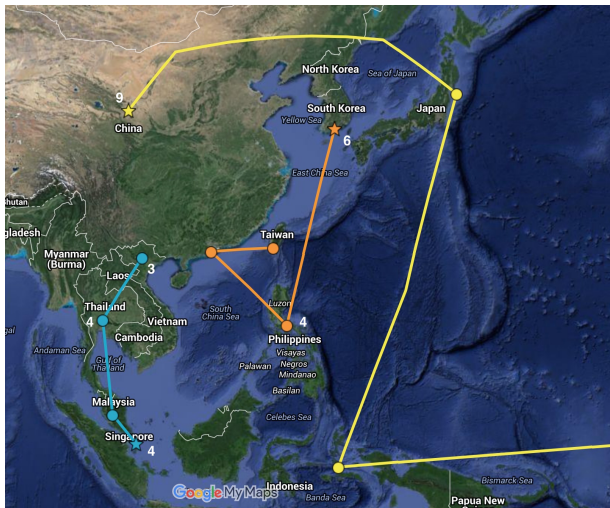 North Korea
Sea of Japan
9
China
South Korea
Japan
Yellow Sea
6
East China Sea
Bhutan
gladesh
Taiwan
Myanmar
(Burma)
Laos
3
Luzon
South
China Sea
Thailand
4
Vietnam
4
Cambodia
Philippines
Andaman Sea
Gulf of
Thailand
Visayas
Palawan
Negros
Mindanao
Basilan
Malaysia
Celebes Sea
Singapore
4
Google My Maps
Indonesia
Banda Sea
Bismarck Sea
Papua New